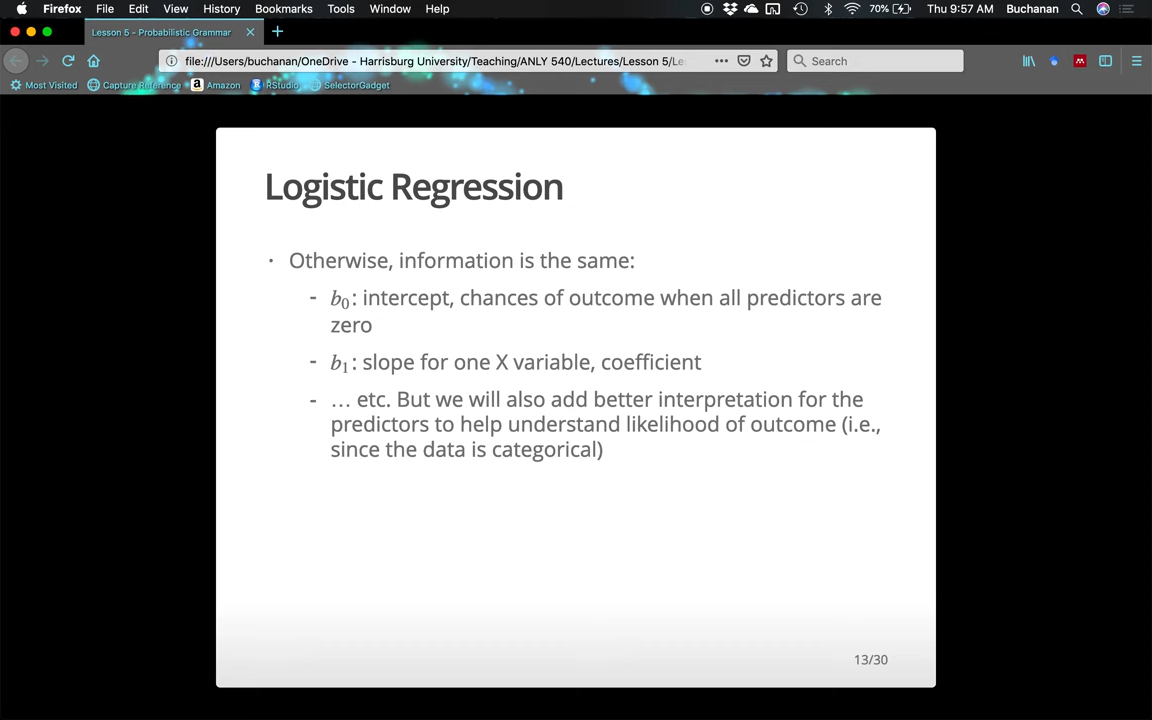 Firefox File Edit View History Bookmarks Tools Window Help 70% Thu 9:57 AM Buchanan
Lesson 5 - Probabilistic Grammar
file:///Users/buchanan/OneDrive - Harrisburg University/Teaching/ANLY 540/Lectures/Lesson 5/Le Search
Most Visited Capture Reference Amazon RStudio SelectorGadget
Logistic Regression
· Otherwise, information is the same:
- b₀: intercept, chances of outcome when all predictors are
zero
- b₁: slope for one X variable, coefficient
- … etc. But we will also add better interpretation for the
predictors to help understand likelihood of outcome (i.e.,
since the data is categorical)
13/30